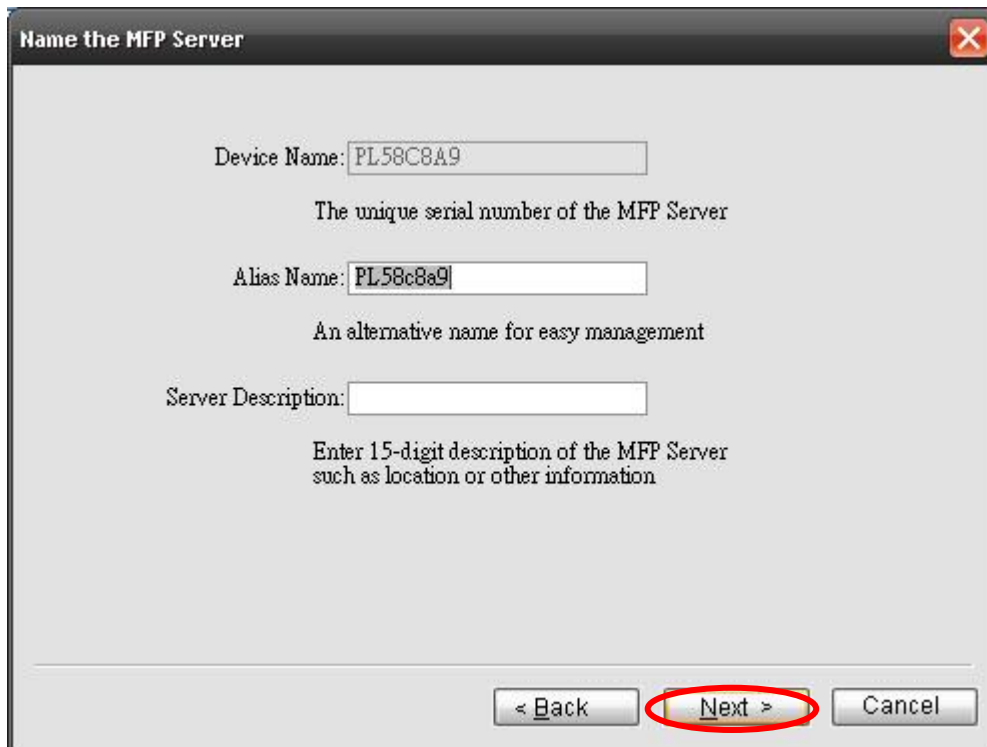 Name the MFP Server
Device Name: PL58C8A9
The unique serial number of the MFP Server
Alias Name: PL58c8a9
An alternative name for easy management
Server Description:
Enter 15-digit description of the MFP Server
such as location or other information
< Back
Next >
Cancel